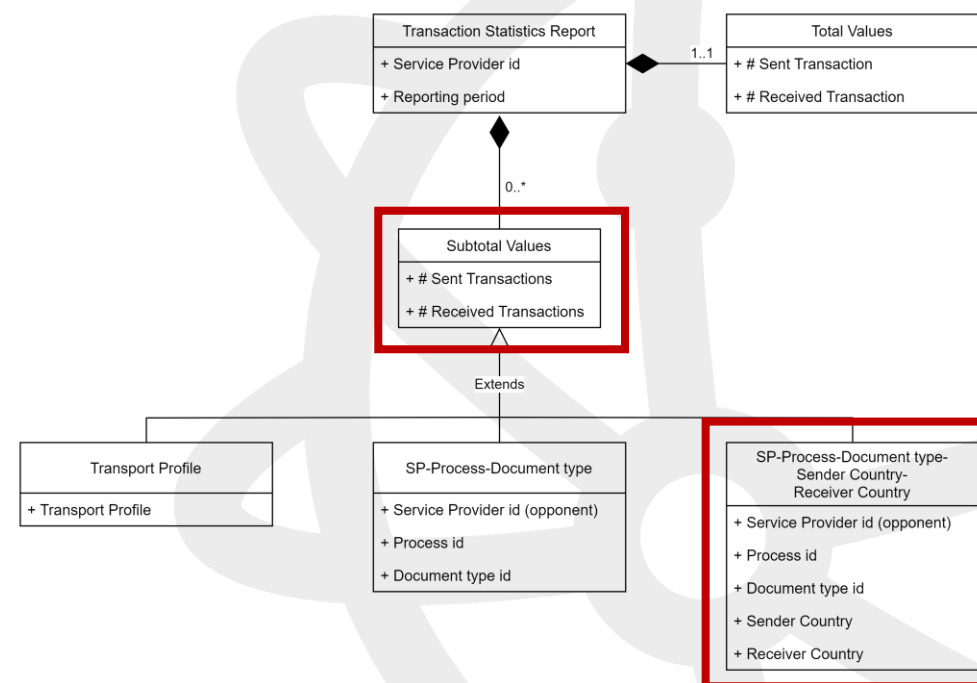 Transaction Statistics Report
+ Service Provider id
+ Reporting period
1..1
Total Values
+ # Sent Transaction
+ # Received Transaction
0..*
Subtotal Values
+ # Sent Transactions
+ # Received Transactions
Extends
Transport Profile
+ Transport Profile
SP-Process-Document type
+ Service Provider id (opponent)
+ Process id
+ Document type id
SP-Process-Document type-
Sender Country-
Receiver Country
+ Service Provider id (opponent)
+ Process id
+ Document type id
+ Sender Country
+ Receiver Country